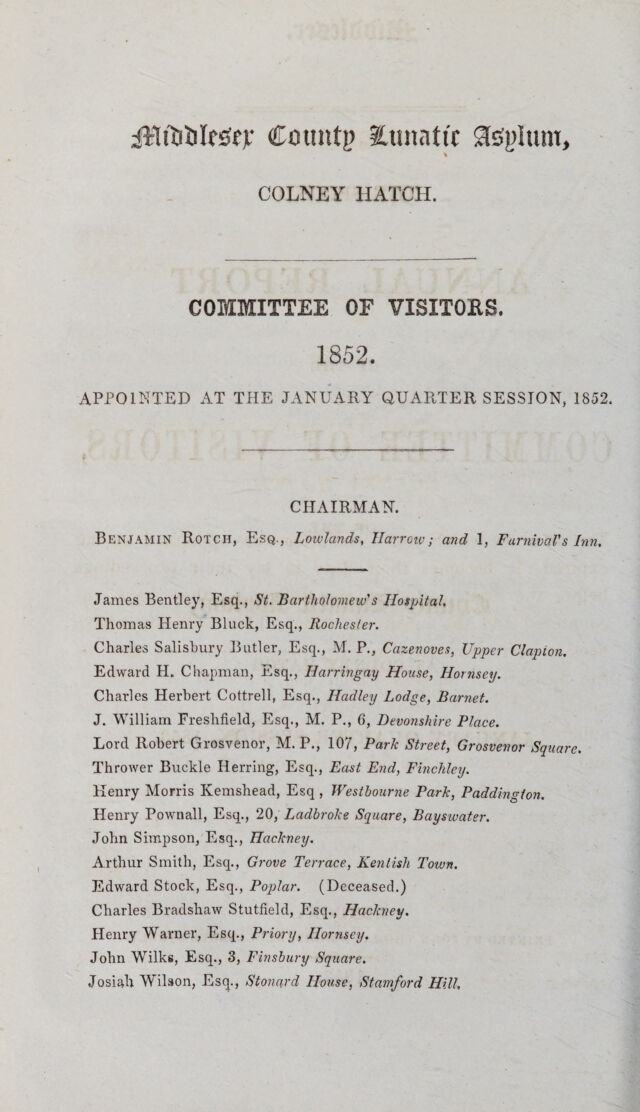 Middlesex County Lunatic Asylum,
COLNEY HATCH.
COMMITTEE OF VISITORS.
1852.
APPOINTED AT THE JANUARY QUARTER SESSION, 1852.
CHAIRMAN.
BENJAMIN ROTCH, ESQ., Lowlands, Harrow; and 1, Furnival's Inn.
James Bentley, Esq., St. Bartholomew's Hospital.
Thomas Henry Bluck, Esq., Rochester.
Charles Salisbury Butler, Esq., M. P., Cazenoves, Upper Clapton.
Edward H. Chapman, Esq., Harringay House, Hornsey.
Charles Herbert Cottrell, Esq., Hadley Lodge, Barnet.
J. William Freshfield, Esq., M. P., 6, Devonshire Place.
Lord Robert Grosvenor, M. P., 107, Park Street, Grosvenor Square.
Thrower Buckle Herring, Esq., East End, Finchley.
Henry Morris Kemshead, Esq , Westbourne Park, Paddington.
Henry Pownall, Esq., 20, Ladbroke Square, Bayswater.
John Simpson, Esq., Hackney.
Arthur Smith, Esq., Grove Terrace, Kentish Town.
Edward Stock, Esq., Poplar. (Deceased.)
Charles Bradshaw Stutfield, Esq., Hackney.
Henry Warner, Esq., Priory, Hornsey.
John Wilks, Esq., 3, Finsbury Square.
Josiah Wilson, Esq., Stonard House, Stamford Hill.